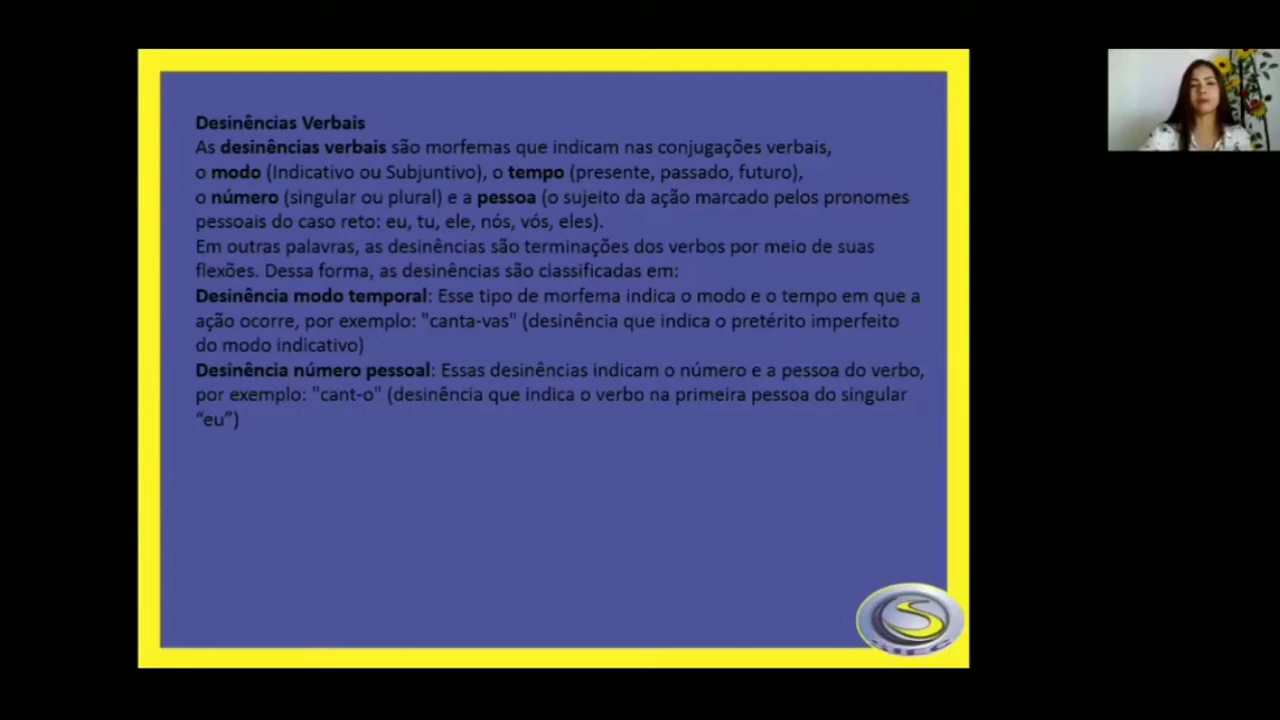 Desinências Verbais
As desinências verbais são morfemas que indicam nas conjugações verbais,
o modo (Indicativo ou Subjuntivo), o tempo (presente, passado, futuro),
o número (singular ou plural) e a pessoa (o sujeito da ação marcado pelos pronomes
pessoais do caso reto: eu, tu, ele, nós, vós, eles).
Em outras palavras, as desinências são terminações dos verbos por meio de suas
flexões. Dessa forma, as desinências são classificadas em:
Desinência modo temporal: Esse tipo de morfema indica o modo e o tempo em que a
ação ocorre, por exemplo: "canta-vas" (desinência que indica o pretérito imperfeito
do modo indicativo)
Desinência número pessoal: Essas desinências indicam o número e a pessoa do verbo,
por exemplo: "cant-o" (desinência que indica o verbo na primeira pessoa do singular
“eu”)